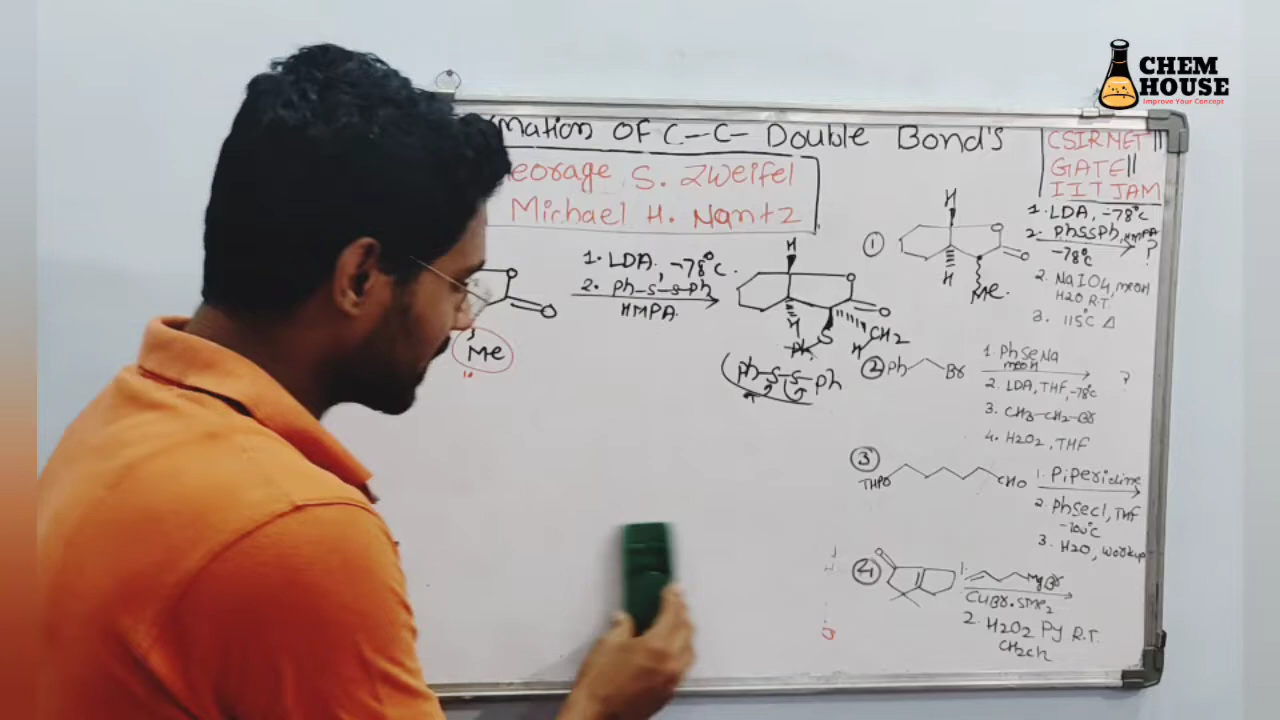 CHEM
HOUSE
Improve Your Concept
mation OF C-C- Double Bond's
eorage S. Zweifel
Michael H. Nantz
CSIR NET ||
GATE ||
IIT JAM
1. LDA, -78°c.
2. Ph-S-S-Ph
HMPA
O
O
Me
H
O
O
H
S
Ph
CH2
H
Ph-S-S-Ph
1
H
O
O
H
Me.
1. LDA, -78°c
2. PhSSPh, HMPA
-78°c
?
2. NaIO4, MeOH
H2O R.T
3. 115°C Δ
2 Ph Br
1. PhSeNa
MeOH
?
2. LDA, THF, -78°c
3. CH3-CH2-Br
4. H2O2, THF
3
THPO CHO
1. Piperidine
2. PhSecl, THF
-100°c
3. H2O, workup
4
O
1. MgBr
CuBr.SMe2
2. H2O2 Py R.T.